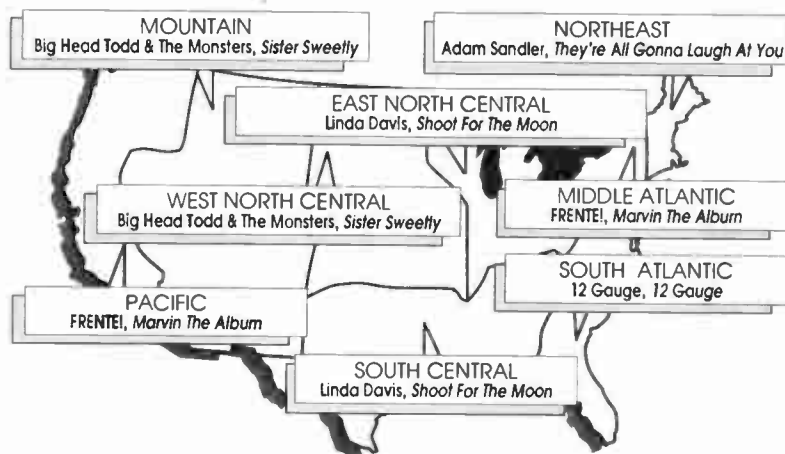 MOUNTAIN
Big Head Todd & The Monsters, Sister Sweetly
NORTHEAST
Adam Sandler, They're All Gonna Laugh At You
EAST NORTH CENTRAL
Linda Davis, Shoot For The Moon
WEST NORTH CENTRAL
Big Head Todd & The Monsters, Sister Sweetly
MIDDLE ATLANTIC
FRENTE!, Marvin The Album
SOUTH ATLANTIC
12 Gauge, 12 Gauge
PACIFIC
FRENTE!, Marvin The Album
SOUTH CENTRAL
Linda Davis, Shoot For The Moon